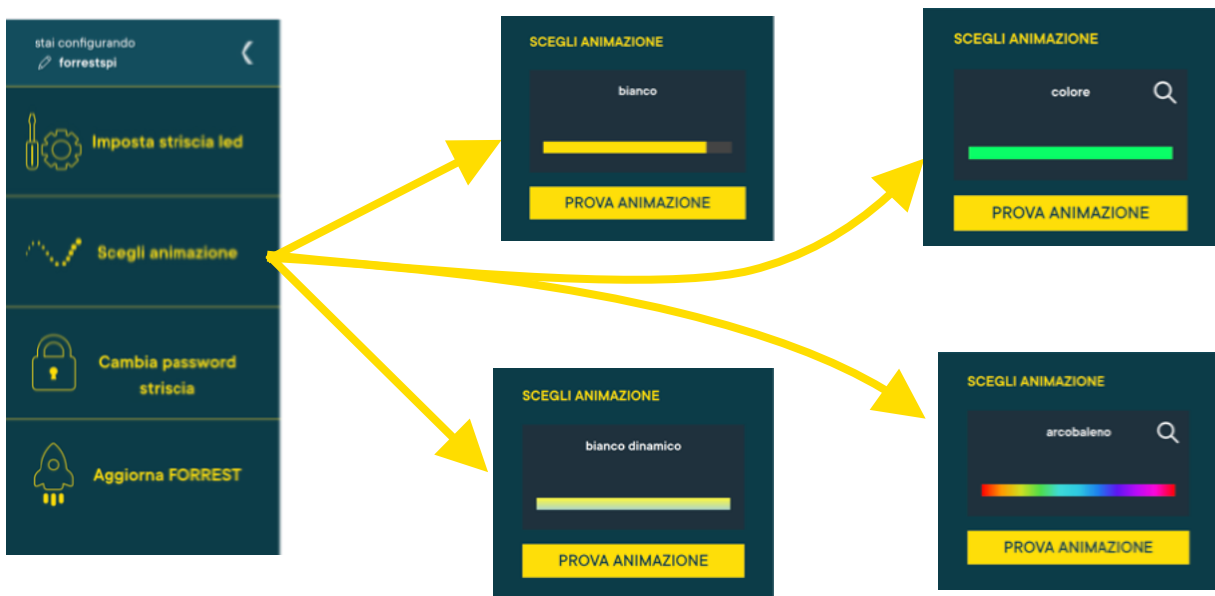 stai configurando
forrestspi
Imposta striscia led
Scegli animazione
Cambia password
striscia
Aggiorna FORREST
SCEGLI ANIMAZIONE
bianco
PROVA ANIMAZIONE
SCEGLI ANIMAZIONE
colore
PROVA ANIMAZIONE
SCEGLI ANIMAZIONE
bianco dinamico
PROVA ANIMAZIONE
SCEGLI ANIMAZIONE
arcobaleno
PROVA ANIMAZIONE